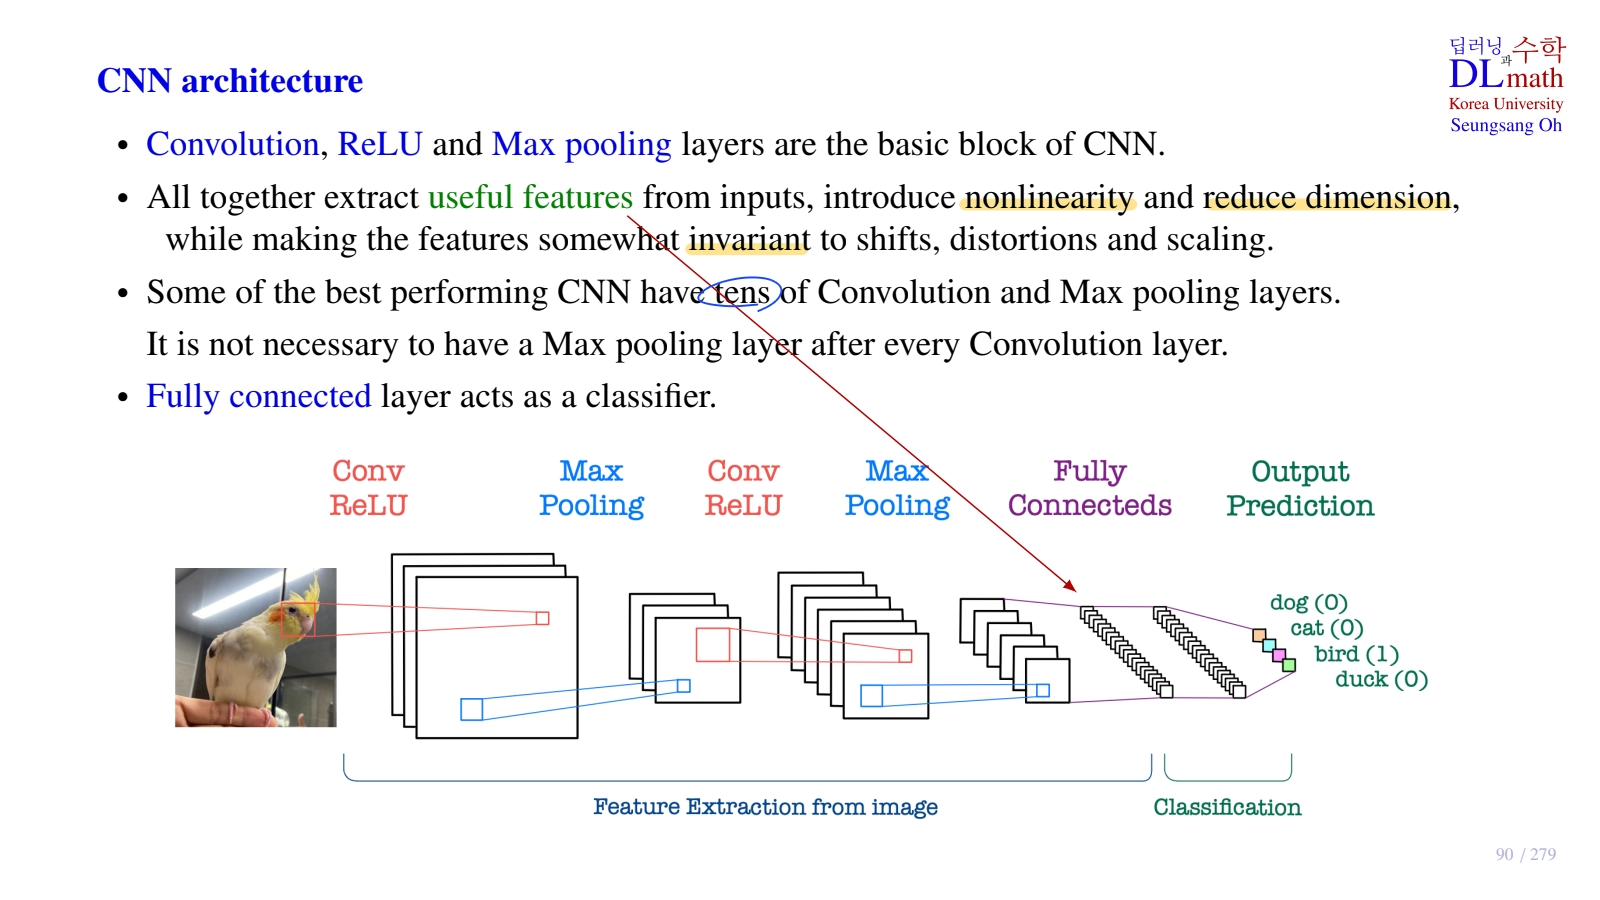 딥러닝과 수학
DL math
Korea University
Seungsang Oh
CNN architecture
• Convolution, ReLU and Max pooling layers are the basic block of CNN.
• All together extract useful features from inputs, introduce nonlinearity and reduce dimension,
while making the features somewhat invariant to shifts, distortions and scaling.
• Some of the best performing CNN have tens of Convolution and Max pooling layers.
It is not necessary to have a Max pooling layer after every Convolution layer.
• Fully connected layer acts as a classifier.
Conv Max Conv Max Fully Output
ReLU Pooling ReLU Pooling Connecteds Prediction
dog (0)
cat (0)
bird (1)
duck (0)
Feature Extraction from image Classification
90 / 279